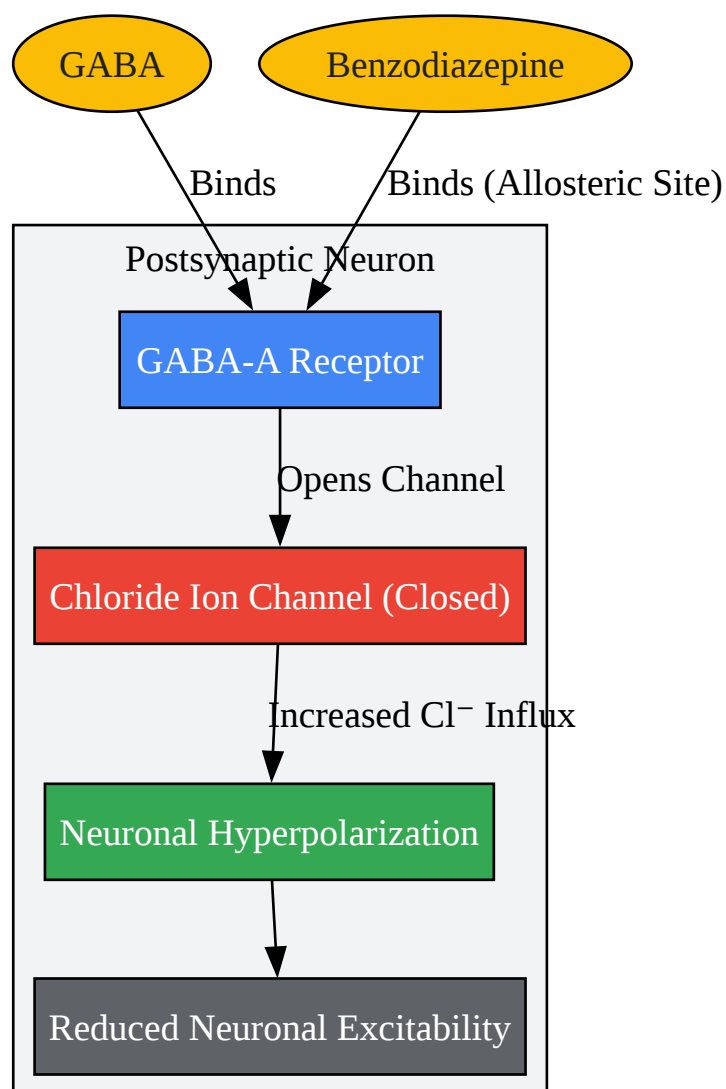 GABA
Benzodiazepine
Binds
Binds (Allosteric Site)
Postsynaptic Neuron
GABA-A Receptor
Opens Channel
Chloride Ion Channel (Closed)
Increased Cl⁻ Influx
Neuronal Hyperpolarization
Reduced Neuronal Excitability